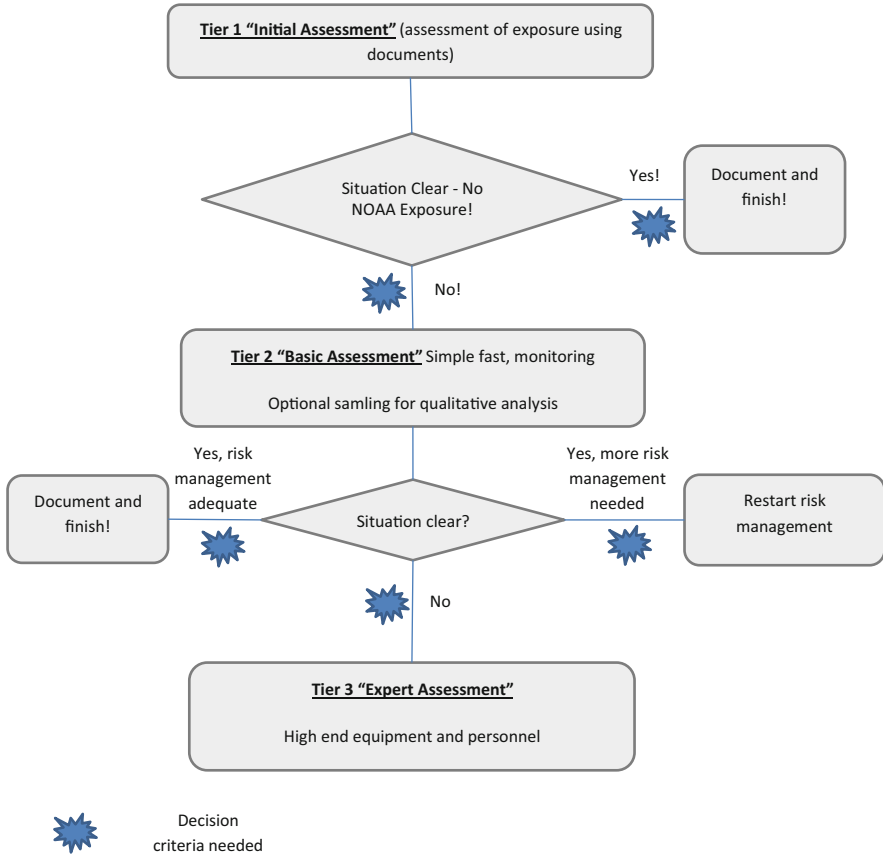 Tier 1 “Initial Assessment” (assessment of exposure using
documents)
Situation Clear - No
NOAA Exposure!
Yes!
Document and
finish!
No!
Tier 2 “Basic Assessment” Simple fast, monitoring
Optional samling for qualitative analysis
Yes, risk
management
adequate
Yes, more risk
management
needed
Document and
finish!
Situation clear?
Restart risk
management
No
Tier 3 “Expert Assessment”
High end equipment and personnel
Decision
criteria needed